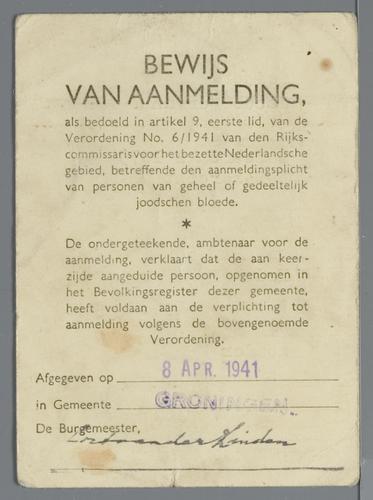 BEWIJS
VAN AANMELDING,
als bedoeld in artikel 9, eerste lid, van de
Verordening No. 6/1941 van den Rijks-
commissaris voor het bezette Nederlandsche
gebied, betreffende den aanmeldingsplicht
van personen van geheel of gedeeltelijk
joodschen bloede.
*
De ondergeteekende, ambtenaar voor de
aanmelding, verklaart dat de aan keer-
zijde aangeduide persoon, opgenomen in
het Bevolkingsregister dezer gemeente,
heeft voldaan aan de verplichting tot
aanmelding volgens de bovengenoemde
Verordening.
Afgegeven op 8 APR. 1941
in Gemeente GRONINGEN.
De Burgemeester,
van der Linden